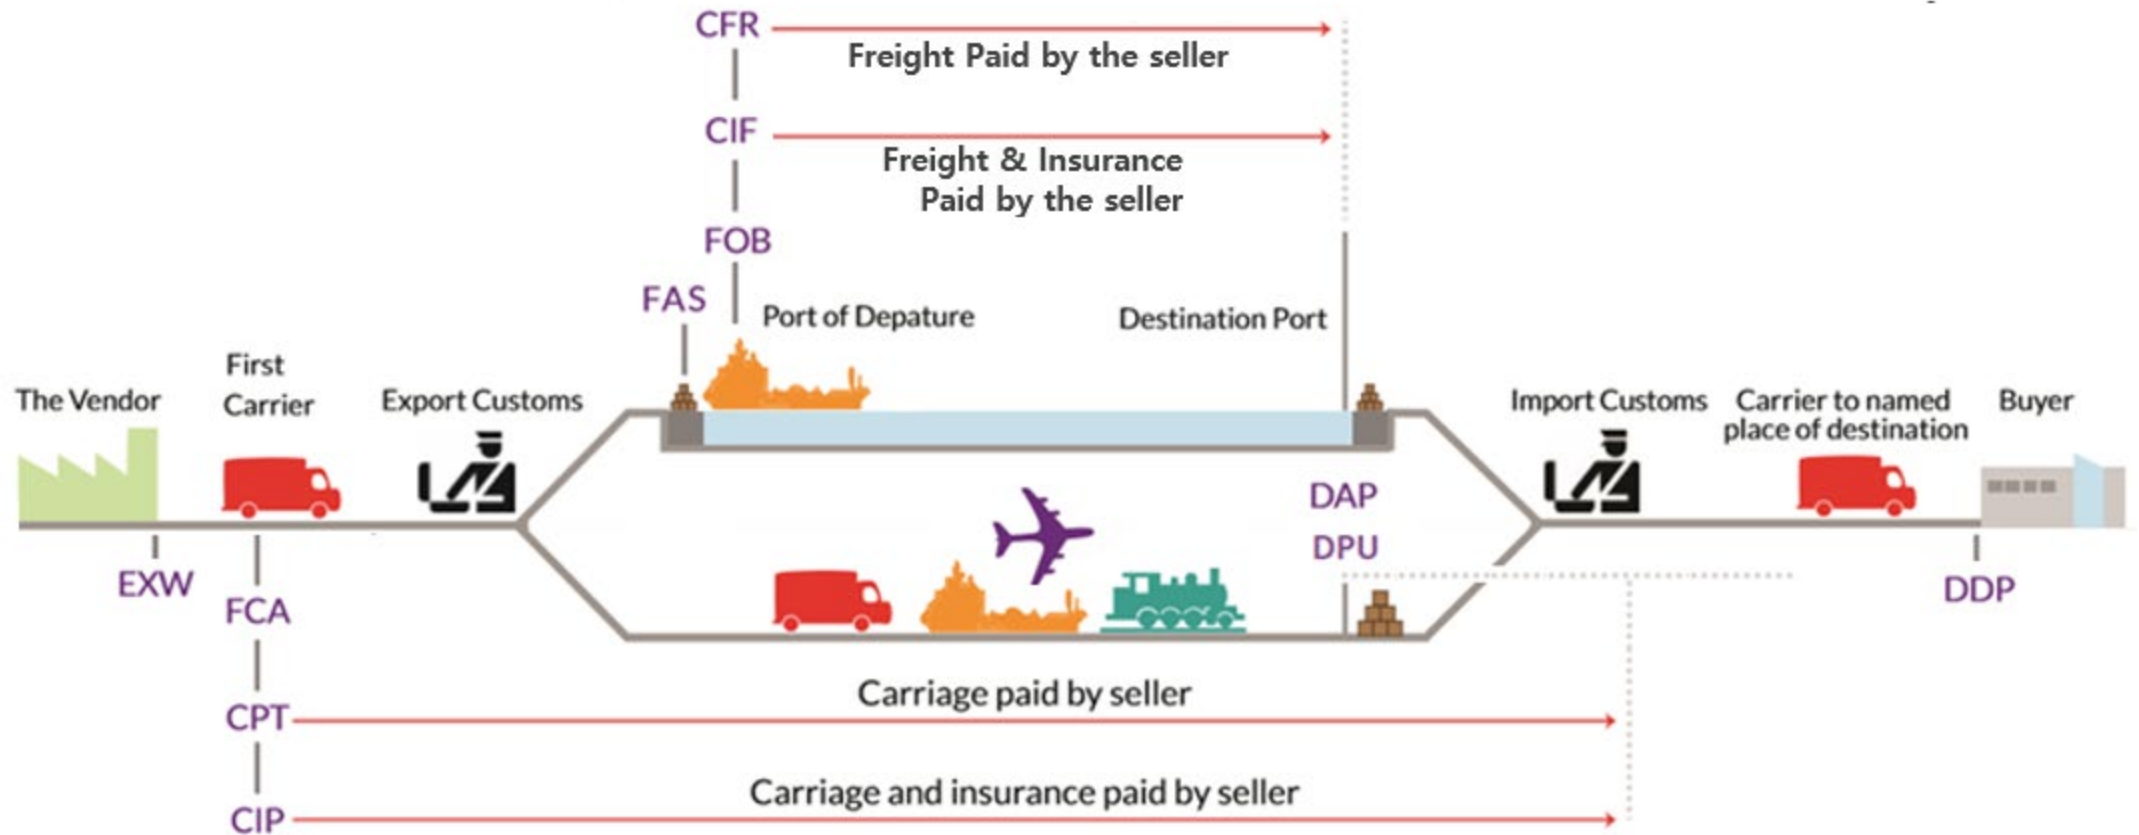 CFR
Freight Paid by the seller
CIF
Freight & Insurance
Paid by the seller
FOB
FAS
Port of Depature
Destination Port
The Vendor
First
Carrier
Export Customs
Import Customs
Carrier to named
place of destination
Buyer
DAP
DPU
EXW
FCA
DDP
Carriage paid by seller
CPT
Carriage and insurance paid by seller
CIP